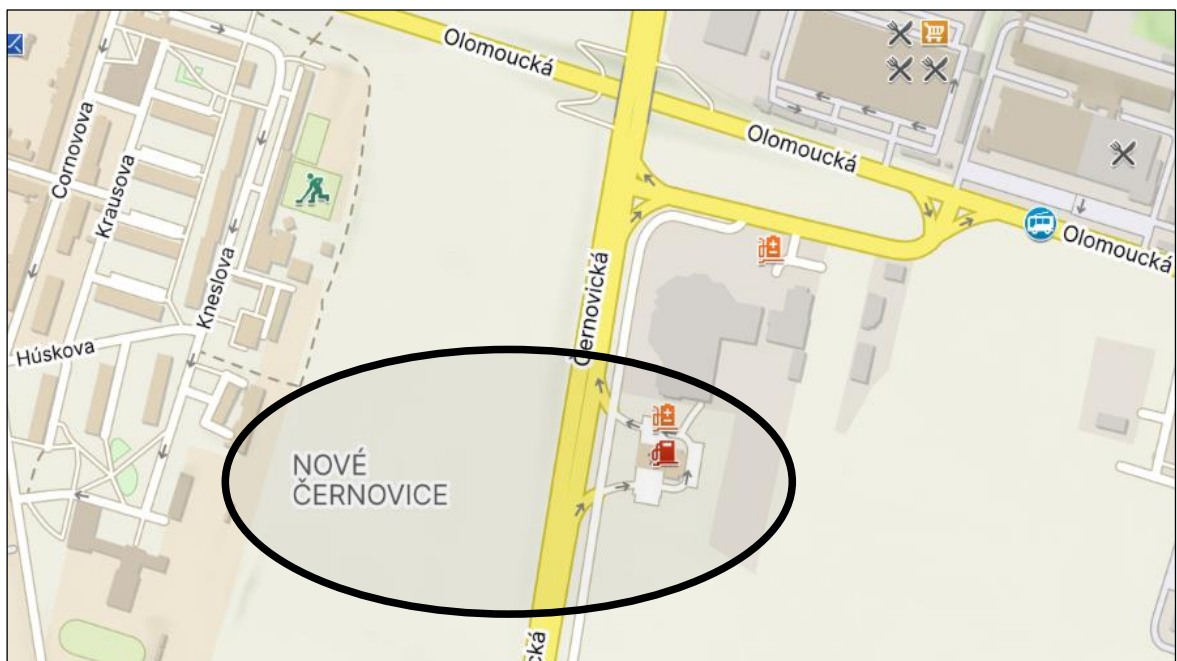 Olomoucká
Olomoucká
Olomoucká
Cornovova
Krausova
Kneslova
Húskova
Černovická
NOVÉ
ČERNOVICE
cká